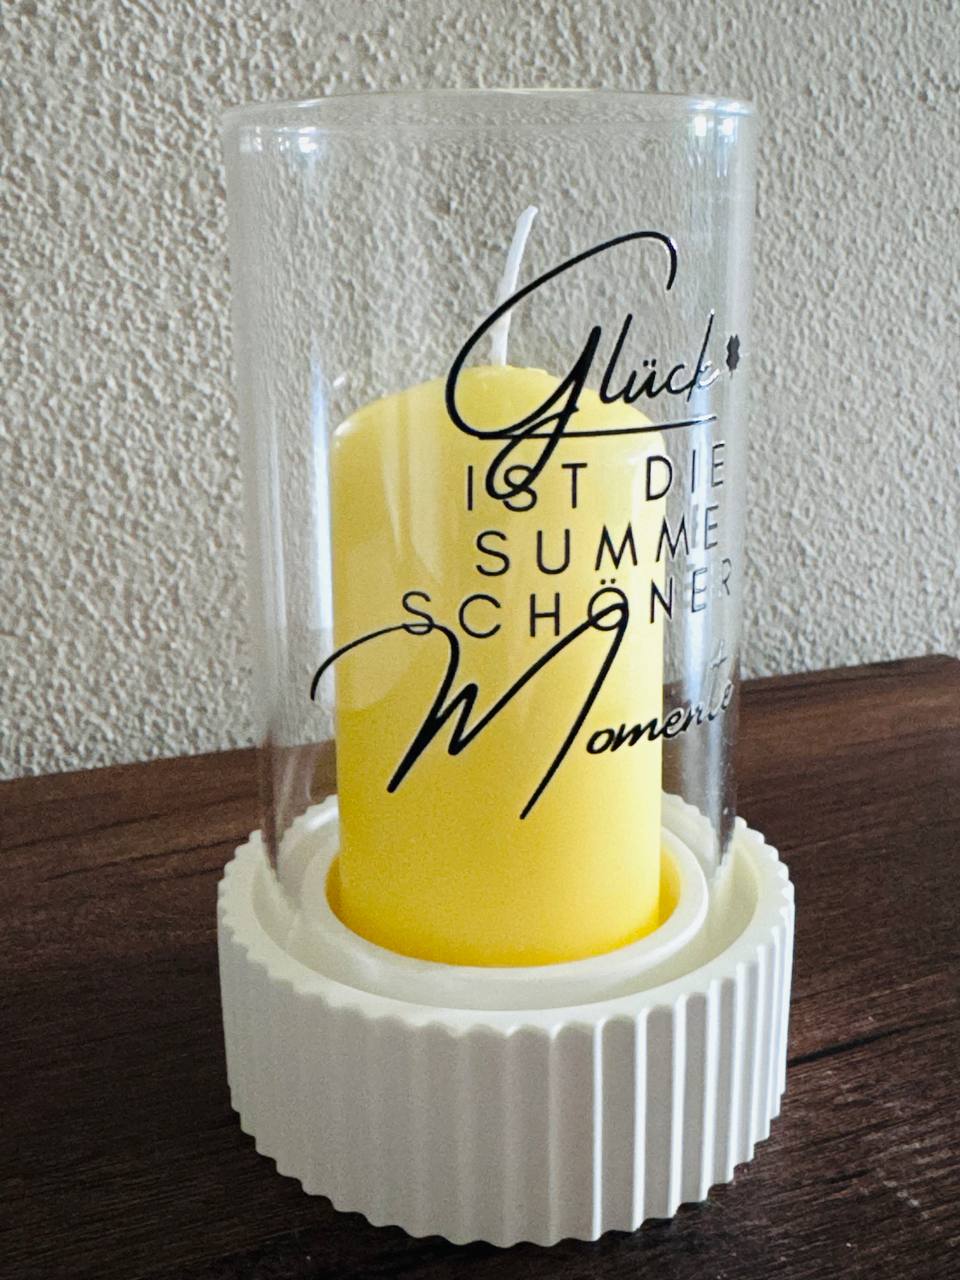 Glück
IST DIE
SUMME
SCHÖNER
Momente